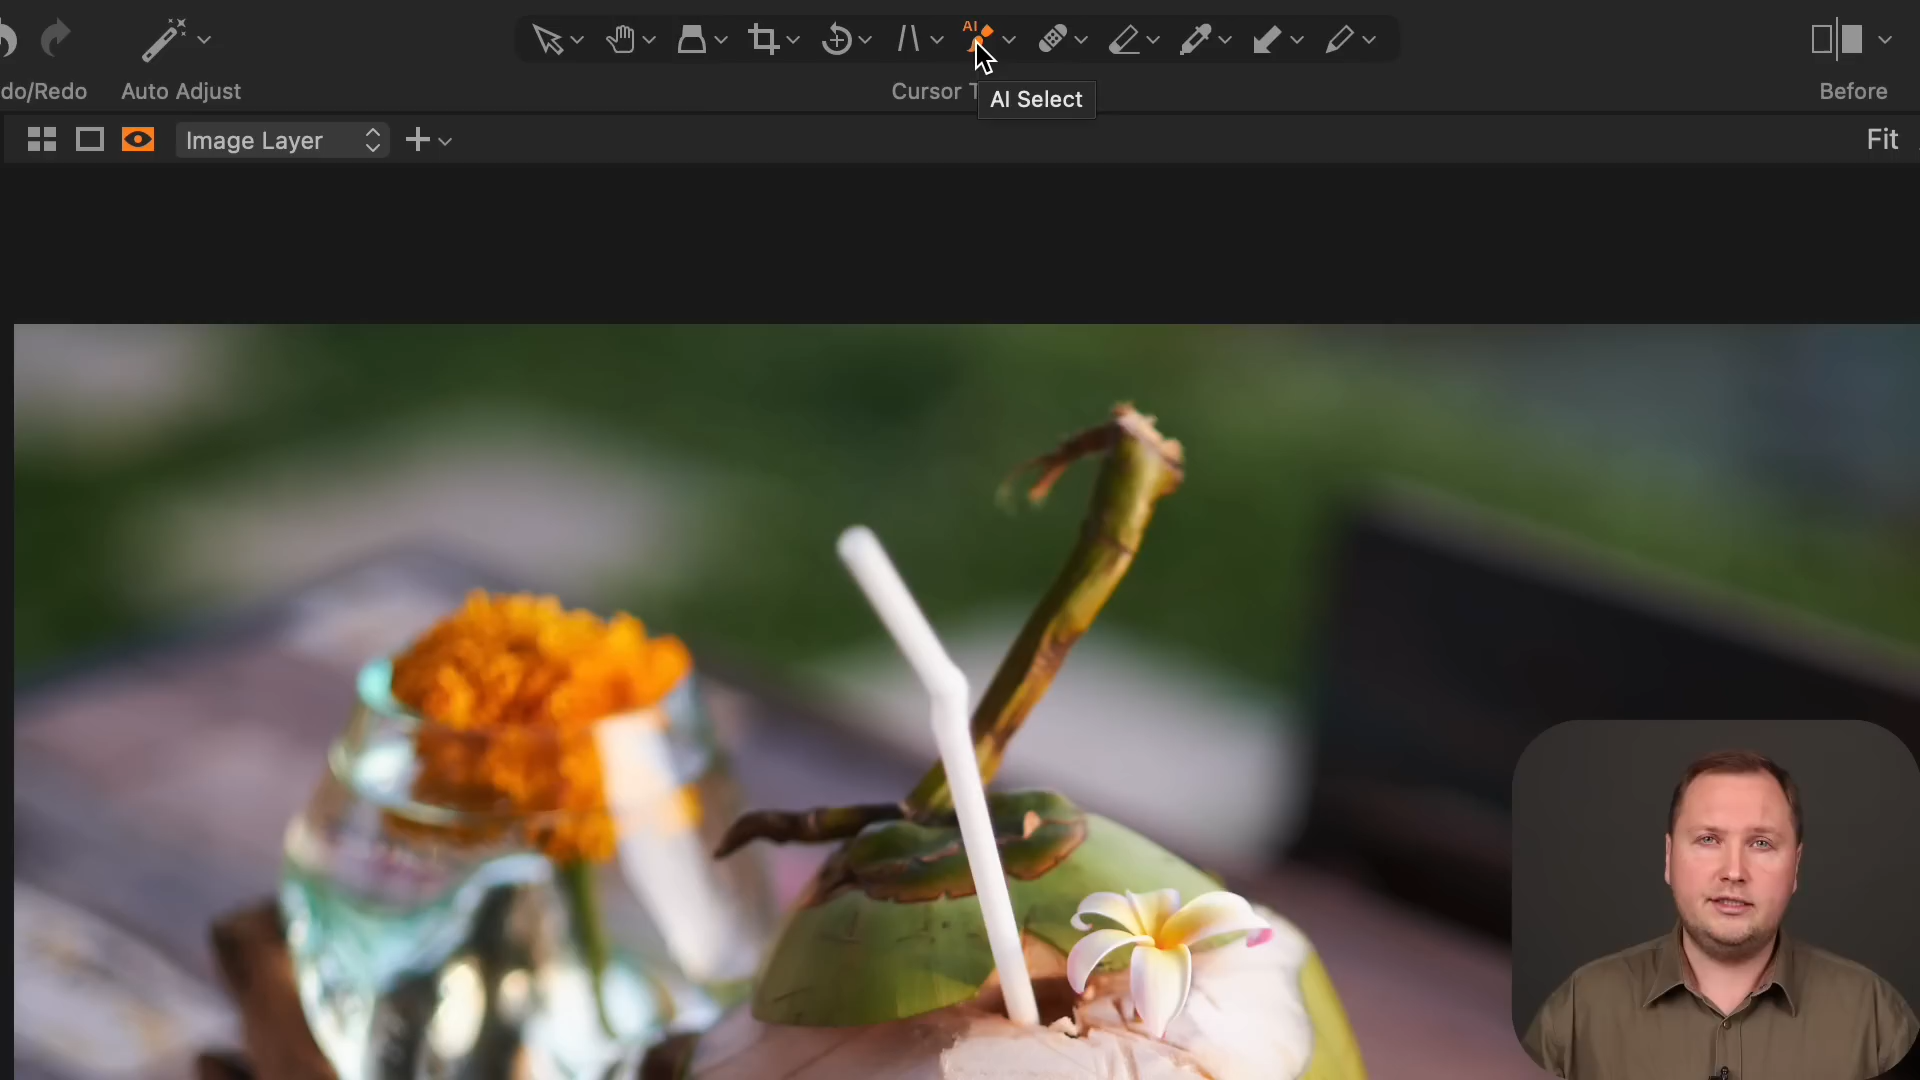 AI
do/Redo
Auto Adjust
Cursor T
AI Select
Before
Image Layer
Fit